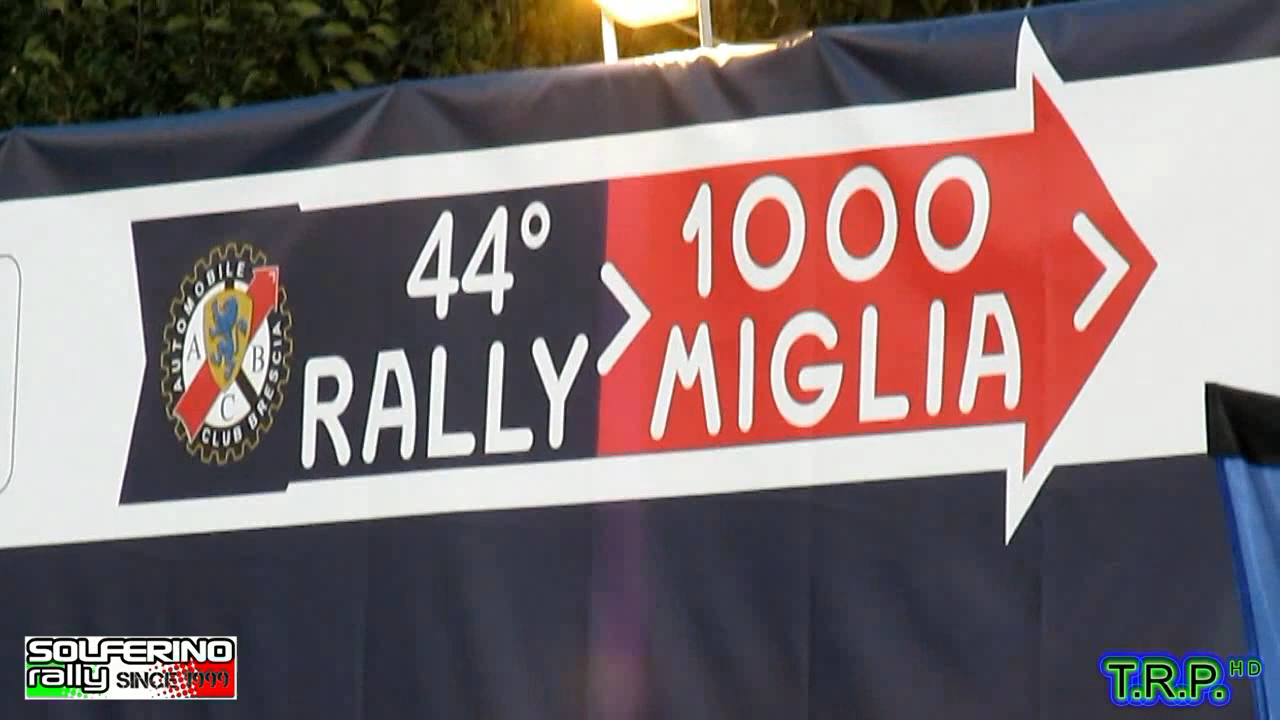 44°
RALLY
1000
MIGLIA
AUTOMOBILE
CLUB BRESCIA
A B
C
SOLFERINO
rally SINCE 1999
T.R.P. HD